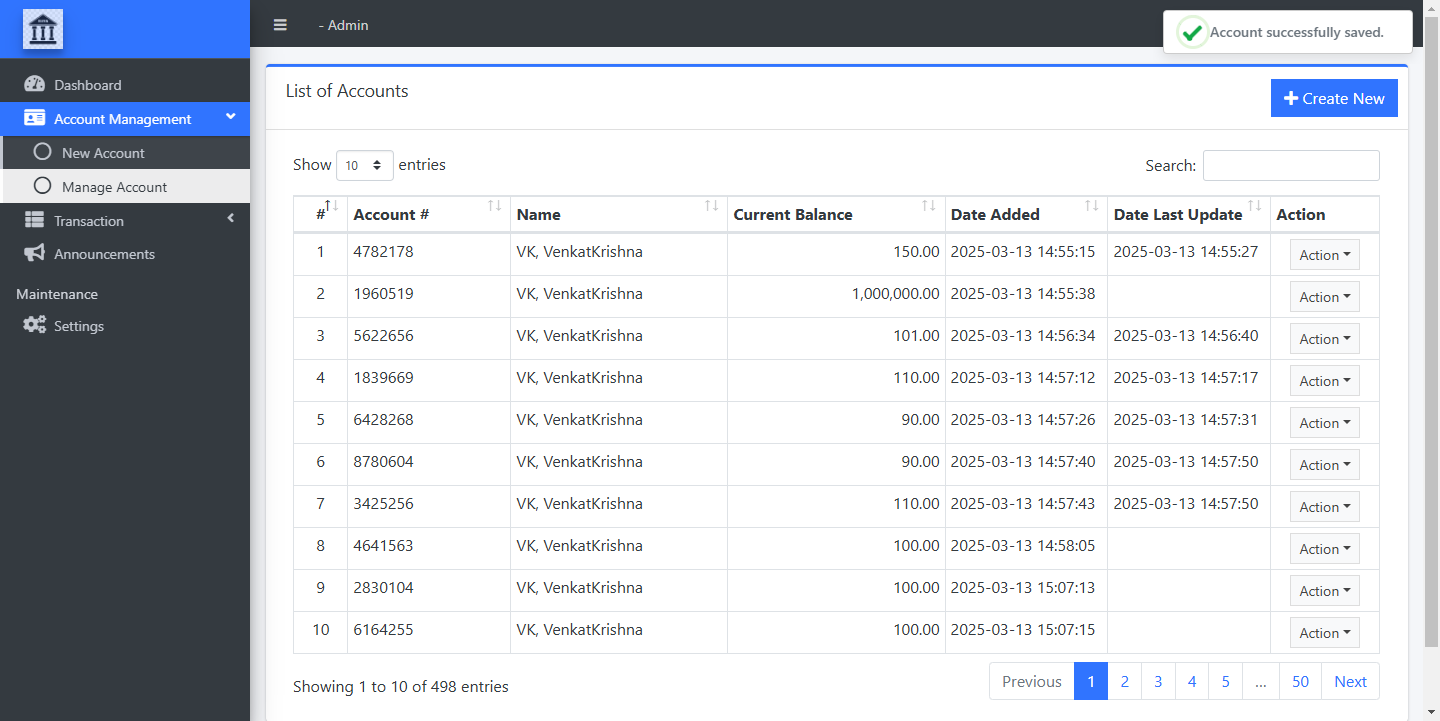 - Admin
Account successfully saved.
Dashboard
Account Management
New Account
Manage Account
Transaction
Announcements
Maintenance
Settings
List of Accounts
Create New
Show 10 entries
Search:
# Account # Name Current Balance Date Added Date Last Update Action
1 4782178 VK, VenkatKrishna 150.00 2025-03-13 14:55:15 2025-03-13 14:55:27 Action
2 1960519 VK, VenkatKrishna 1,000,000.00 2025-03-13 14:55:38 Action
3 5622656 VK, VenkatKrishna 101.00 2025-03-13 14:56:34 2025-03-13 14:56:40 Action
4 1839669 VK, VenkatKrishna 110.00 2025-03-13 14:57:12 2025-03-13 14:57:17 Action
5 6428268 VK, VenkatKrishna 90.00 2025-03-13 14:57:26 2025-03-13 14:57:31 Action
6 8780604 VK, VenkatKrishna 90.00 2025-03-13 14:57:40 2025-03-13 14:57:50 Action
7 3425256 VK, VenkatKrishna 110.00 2025-03-13 14:57:43 2025-03-13 14:57:50 Action
8 4641563 VK, VenkatKrishna 100.00 2025-03-13 14:58:05 Action
9 2830104 VK, VenkatKrishna 100.00 2025-03-13 15:07:13 Action
10 6164255 VK, VenkatKrishna 100.00 2025-03-13 15:07:15 Action
Showing 1 to 10 of 498 entries
Previous 1 2 3 4 5 ... 50 Next